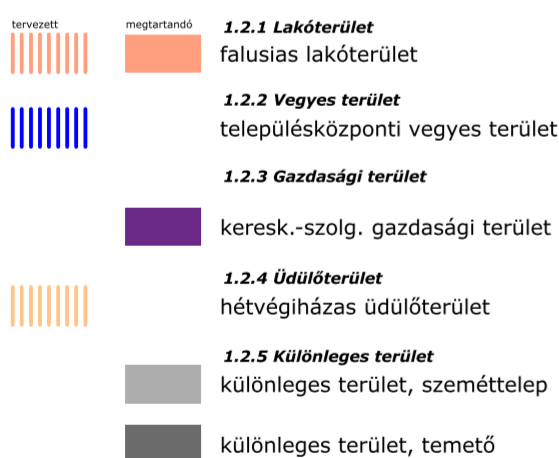 tervezett megtartandó
1.2.1 Lakóterület
falusias lakóterület
1.2.2 Vegyes terület
településközponti vegyes terület
1.2.3 Gazdasági terület
keresk.-szolg. gazdasági terület
1.2.4 Üdülőterület
hétvégiházas üdülőterület
1.2.5 Különleges terület
különleges terület, szeméttelep
különleges terület, temető